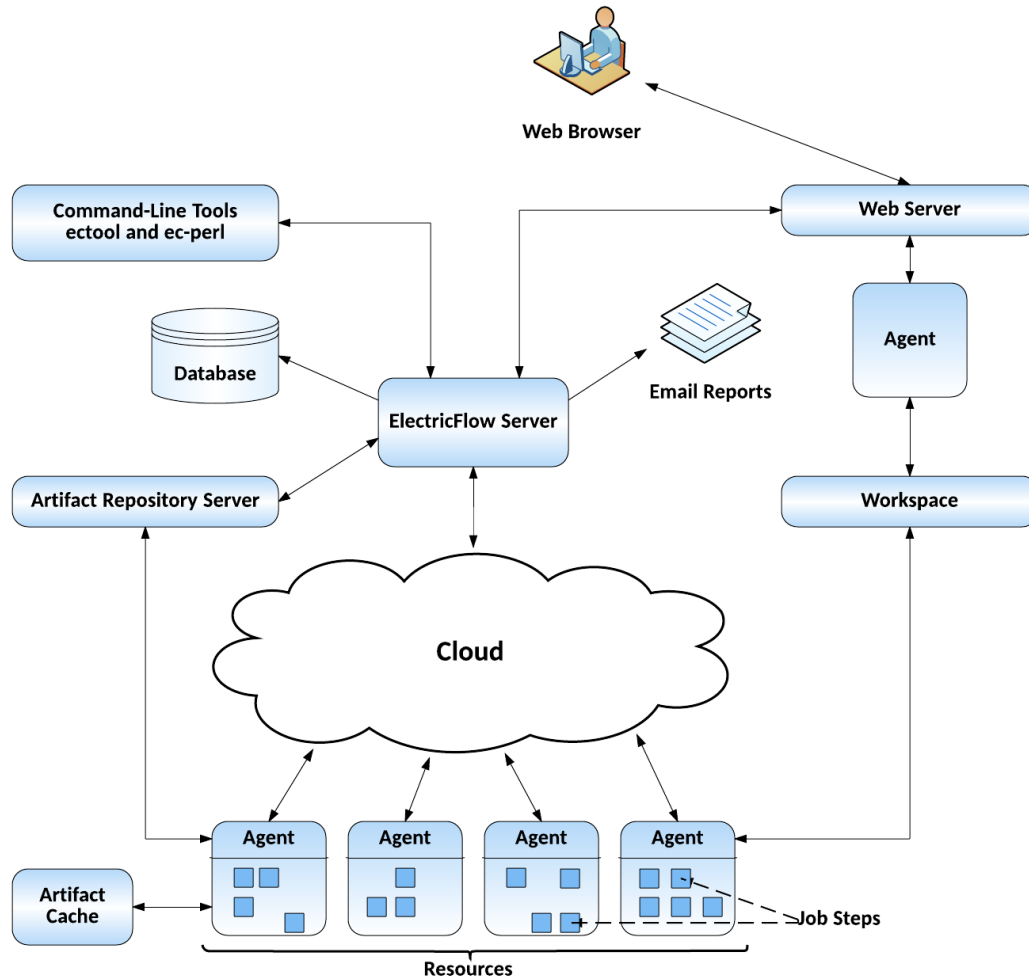 Web Browser
Command-Line Tools
ectool and ec-perl
Web Server
Agent
Database
Email Reports
ElectricFlow Server
Artifact Repository Server
Workspace
Cloud
Agent
Agent
Agent
Agent
Artifact
Cache
Job Steps
Resources